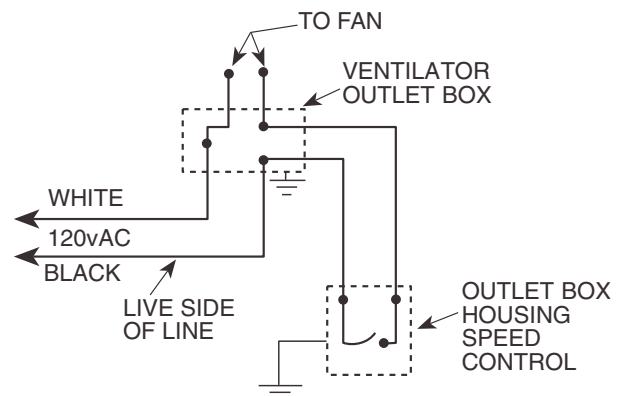 TO FAN
VENTILATOR
OUTLET BOX
WHITE
120vAC
BLACK
LIVE SIDE
OF LINE
OUTLET BOX
HOUSING
SPEED
CONTROL